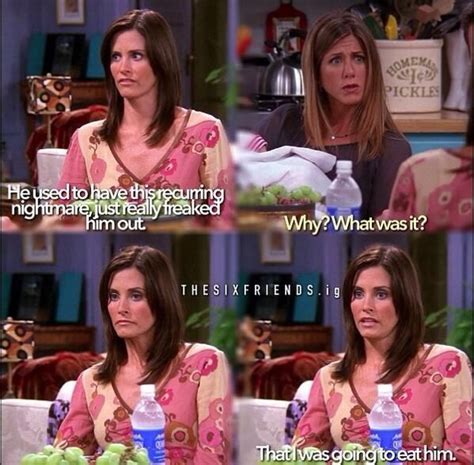 HOMEMADE
1¢
PICKLES
He used to have this recurring
nightmare, just really freaked
him out.
Why? What was it?
THESIXFRIENDS.ig
That I was going to eat him.